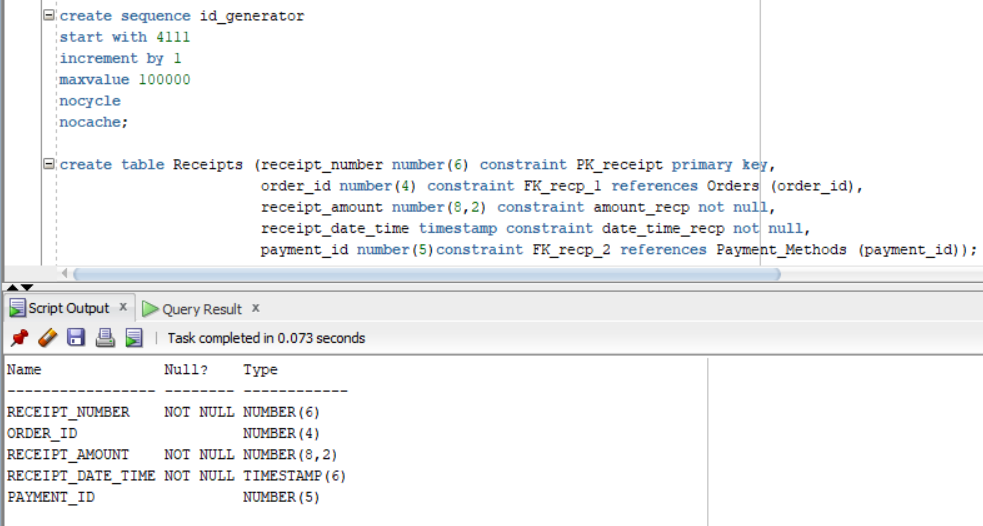 create sequence id_generator
start with 4111
increment by 1
maxvalue 100000
nocycle
nocache;
create table Receipts (receipt_number number(6) constraint PK_receipt primary key,
order_id number(4) constraint FK_recp_1 references Orders (order_id),
receipt_amount number(8,2) constraint amount_recp not null,
receipt_date_time timestamp constraint date_time_recp not null,
payment_id number(5)constraint FK_recp_2 references Payment_Methods (payment_id));
Script Output x Query Result x
Task completed in 0.073 seconds
Name Null? Type
----------------- -------- ------------
RECEIPT_NUMBER NOT NULL NUMBER(6)
ORDER_ID NUMBER(4)
RECEIPT_AMOUNT NOT NULL NUMBER(8,2)
RECEIPT_DATE_TIME NOT NULL TIMESTAMP(6)
PAYMENT_ID NUMBER(5)